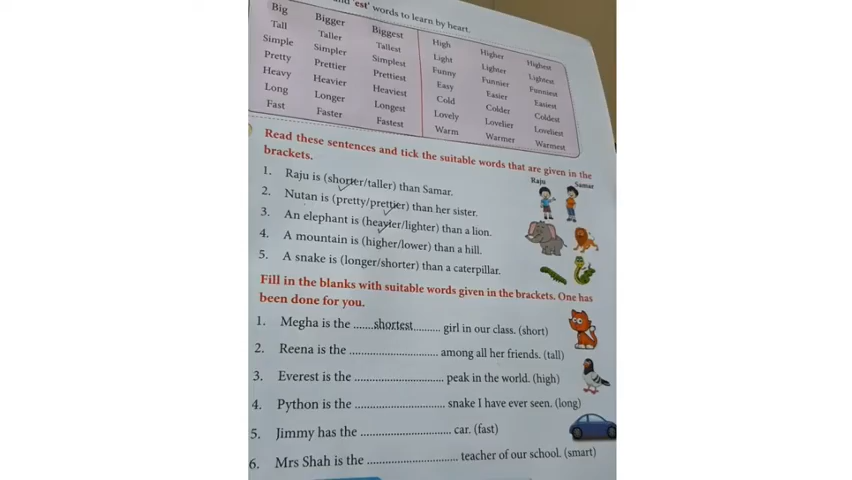 and 'est' words to learn by heart.
Big Bigger Biggest High Higher Highest
Tall Taller Tallest Light Lighter Lightest
Simple Simpler Simplest Funny Funnier Funniest
Pretty Prettier Prettiest Easy Easier Easiest
Heavy Heavier Heaviest Cold Colder Coldest
Long Longer Longest Lovely Lovelier Loveliest
Fast Faster Fastest Warm Warmer Warmest
Read these sentences and tick the suitable words that are given in the
brackets.
Raju Samar
1. Raju is (shorter/taller) than Samar.
2. Nutan is (pretty/prettier) than her sister.
3. An elephant is (heavier/lighter) than a lion.
4. A mountain is (higher/lower) than a hill.
5. A snake is (longer/shorter) than a caterpillar.
Fill in the blanks with suitable words given in the brackets. One has
been done for you.
1. Megha is the ......shortest.......... girl in our class. (short)
2. Reena is the .............................. among all her friends. (tall)
3. Everest is the .............................. peak in the world. (high)
4. Python is the .............................. snake I have ever seen. (long)
5. Jimmy has the .............................. car. (fast)
6. Mrs Shah is the .............................. teacher of our school. (smart)